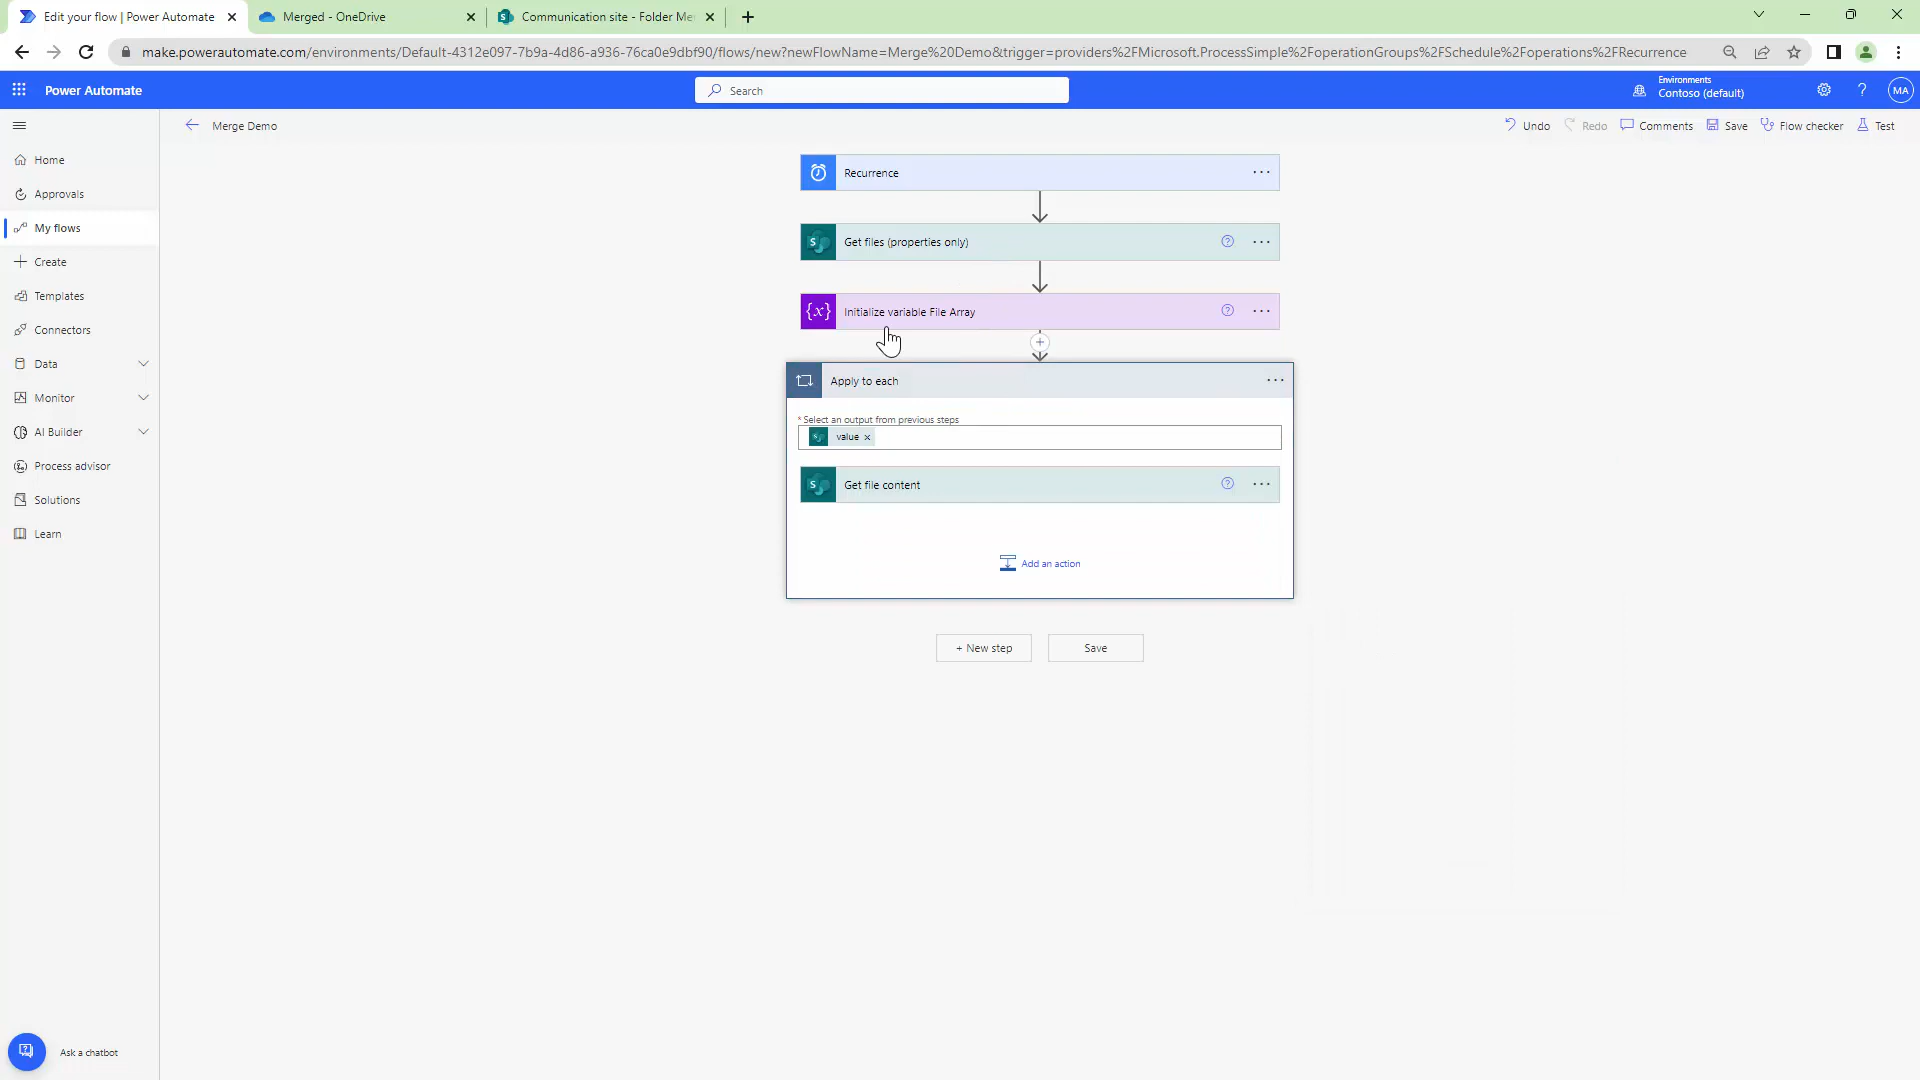 Edit your flow | Power Automate
Merged - OneDrive
Communication site - Folder Me
make.powerautomate.com/environments/Default-4312e097-7b9a-4d86-a936-76ca0e9dbf90/flows/new?newFlowName=Merge%20Demo&trigger=providers%2FMicrosoft.ProcessSimple%2FoperationGroups%2FSchedule%2Foperations%2FRecurrence
Power Automate
Search
Environments
Contoso (default)
MA
Merge Demo
Undo
Redo
Comments
Save
Flow checker
Test
Home
Approvals
My flows
Create
Templates
Connectors
Data
Monitor
AI Builder
Process advisor
Solutions
Learn
Recurrence
Get files (properties only)
Initialize variable File Array
Apply to each
* Select an output from previous steps
value
Get file content
Add an action
+ New step
Save
Ask a chatbot